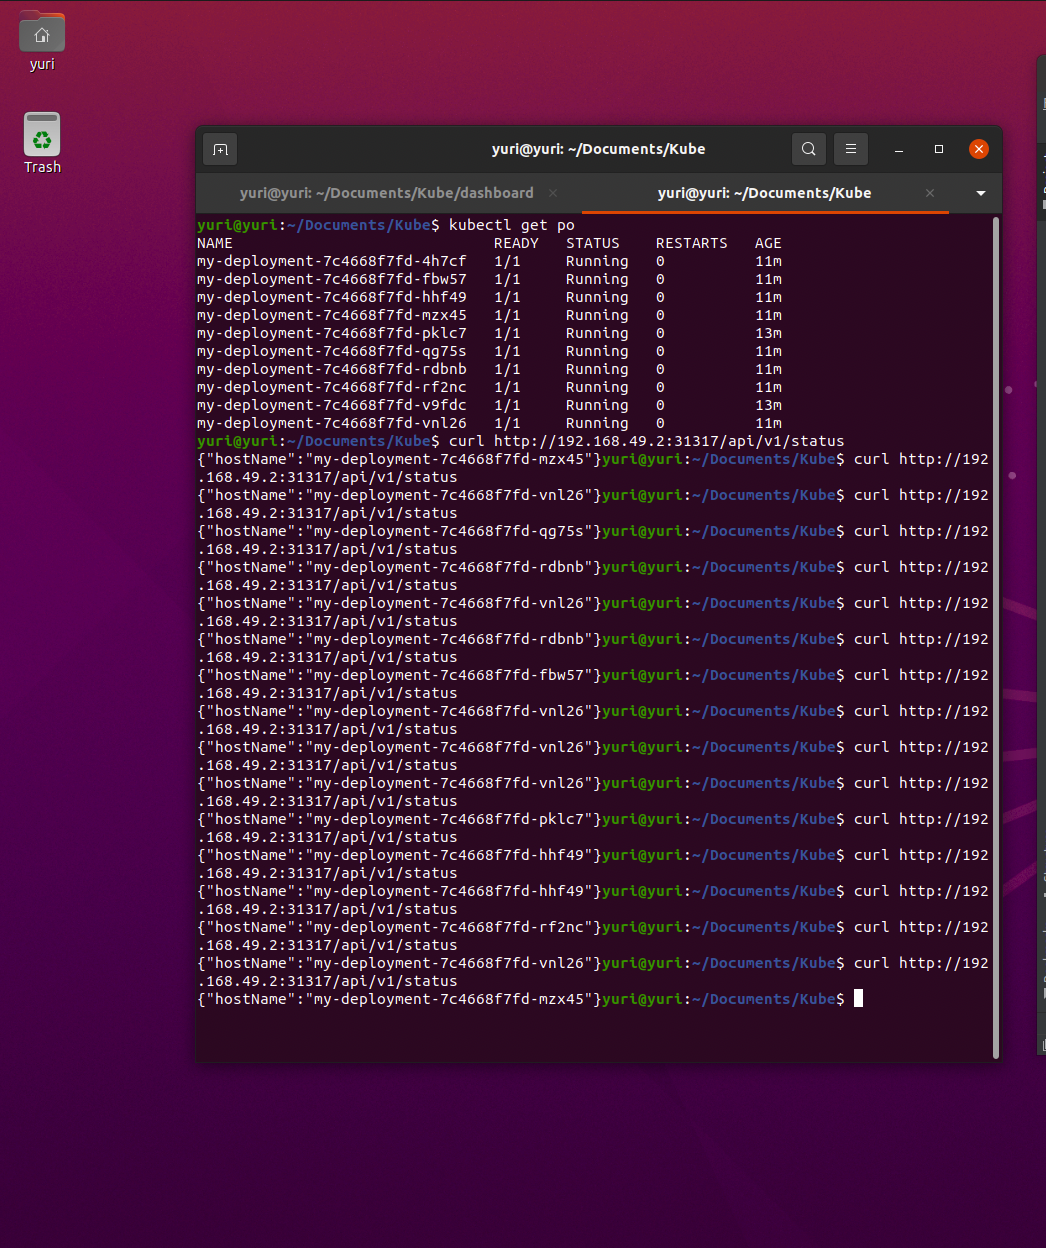 yuri
Trash
yuri@yuri: ~/Documents/Kube
yuri@yuri: ~/Documents/Kube/dashboard
yuri@yuri: ~/Documents/Kube
yuri@yuri:~/Documents/Kube$ kubectl get po
NAME READY STATUS RESTARTS AGE
my-deployment-7c4668f7fd-4h7cf 1/1 Running 0 11m
my-deployment-7c4668f7fd-fbw57 1/1 Running 0 11m
my-deployment-7c4668f7fd-hhf49 1/1 Running 0 11m
my-deployment-7c4668f7fd-mzx45 1/1 Running 0 11m
my-deployment-7c4668f7fd-pklc7 1/1 Running 0 13m
my-deployment-7c4668f7fd-qg75s 1/1 Running 0 11m
my-deployment-7c4668f7fd-rdbnb 1/1 Running 0 11m
my-deployment-7c4668f7fd-rf2nc 1/1 Running 0 11m
my-deployment-7c4668f7fd-v9fdc 1/1 Running 0 13m
my-deployment-7c4668f7fd-vnl26 1/1 Running 0 11m
yuri@yuri:~/Documents/Kube$ curl http://192.168.49.2:31317/api/v1/status
{"hostName":"my-deployment-7c4668f7fd-mzx45"}yuri@yuri:~/Documents/Kube$ curl http://192
.168.49.2:31317/api/v1/status
{"hostName":"my-deployment-7c4668f7fd-vnl26"}yuri@yuri:~/Documents/Kube$ curl http://192
.168.49.2:31317/api/v1/status
{"hostName":"my-deployment-7c4668f7fd-qg75s"}yuri@yuri:~/Documents/Kube$ curl http://192
.168.49.2:31317/api/v1/status
{"hostName":"my-deployment-7c4668f7fd-rdbnb"}yuri@yuri:~/Documents/Kube$ curl http://192
.168.49.2:31317/api/v1/status
{"hostName":"my-deployment-7c4668f7fd-vnl26"}yuri@yuri:~/Documents/Kube$ curl http://192
.168.49.2:31317/api/v1/status
{"hostName":"my-deployment-7c4668f7fd-rdbnb"}yuri@yuri:~/Documents/Kube$ curl http://192
.168.49.2:31317/api/v1/status
{"hostName":"my-deployment-7c4668f7fd-fbw57"}yuri@yuri:~/Documents/Kube$ curl http://192
.168.49.2:31317/api/v1/status
{"hostName":"my-deployment-7c4668f7fd-vnl26"}yuri@yuri:~/Documents/Kube$ curl http://192
.168.49.2:31317/api/v1/status
{"hostName":"my-deployment-7c4668f7fd-vnl26"}yuri@yuri:~/Documents/Kube$ curl http://192
.168.49.2:31317/api/v1/status
{"hostName":"my-deployment-7c4668f7fd-vnl26"}yuri@yuri:~/Documents/Kube$ curl http://192
.168.49.2:31317/api/v1/status
{"hostName":"my-deployment-7c4668f7fd-pklc7"}yuri@yuri:~/Documents/Kube$ curl http://192
.168.49.2:31317/api/v1/status
{"hostName":"my-deployment-7c4668f7fd-hhf49"}yuri@yuri:~/Documents/Kube$ curl http://192
.168.49.2:31317/api/v1/status
{"hostName":"my-deployment-7c4668f7fd-hhf49"}yuri@yuri:~/Documents/Kube$ curl http://192
.168.49.2:31317/api/v1/status
{"hostName":"my-deployment-7c4668f7fd-rf2nc"}yuri@yuri:~/Documents/Kube$ curl http://192
.168.49.2:31317/api/v1/status
{"hostName":"my-deployment-7c4668f7fd-vnl26"}yuri@yuri:~/Documents/Kube$ curl http://192
.168.49.2:31317/api/v1/status
{"hostName":"my-deployment-7c4668f7fd-mzx45"}yuri@yuri:~/Documents/Kube$